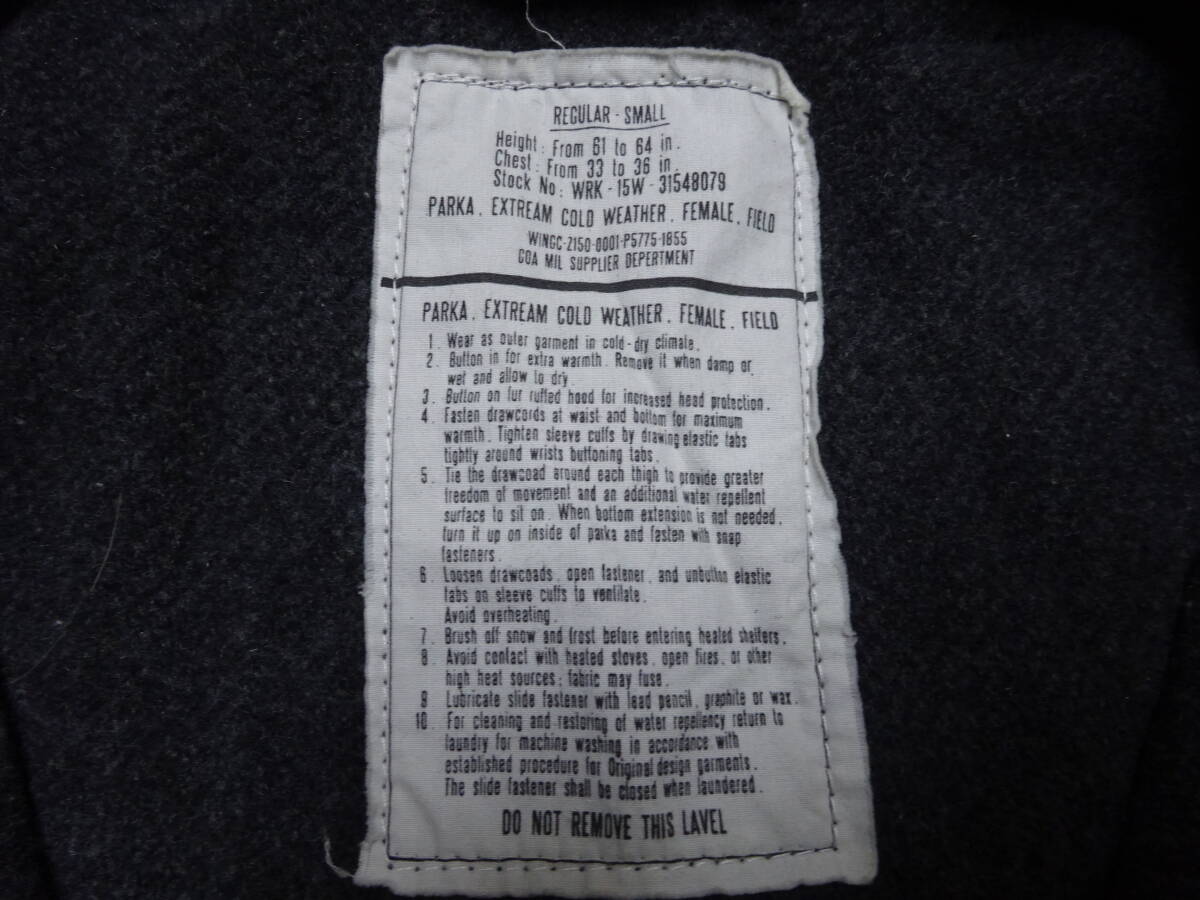 REGULAR - SMALL
Height: From 61 to 64 in.
Chest: From 33 to 36 in.
Stock No: WRK - 15W - 31548079
PARKA. EXTREAM COLD WEATHER. FEMALE. FIELD
WINGC-2150-0001-P5775-1855
COA MIL SUPPLIER DEPERTMENT
PARKA. EXTREAM COLD WEATHER. FEMALE. FIELD
1. Wear as outer garment in cold-dry climate.
2. Button in for extra warmth. Remove it when damp or
wet and allow to dry.
3. Button on fur ruffed hood for increased head protection.
4. Fasten drawcords at waist and bottom for maximum
warmth. Tighten sleeve cuffs by drawing elastic tabs
tightly around wrists buttoning tabs.
5. Tie the drawcoad around each thigh to provide greater
freedom of movement and an additional water repellent
surface to sit on. When bottom extension is not needed,
turn it up on inside of parka and fasten with snap
fasteners.
6. Loosen drawcoads, open fastener, and unbutton elastic
tabs on sleeve cuffs to ventilate.
Avoid overheating.
7. Brush off snow and frost before entering heated shelters.
8. Avoid contact with heated stoves, open fires, or other
high heat sources; fabric may fuse.
9. Lubricate slide fastener with lead pencil, graphite or wax.
10. For cleaning and restoring of water repellency return to
laundry for machine washing in accordance with
established procedure for Original design garments.
The slide fastener shall be closed when laundered.
DO NOT REMOVE THIS LAVEL